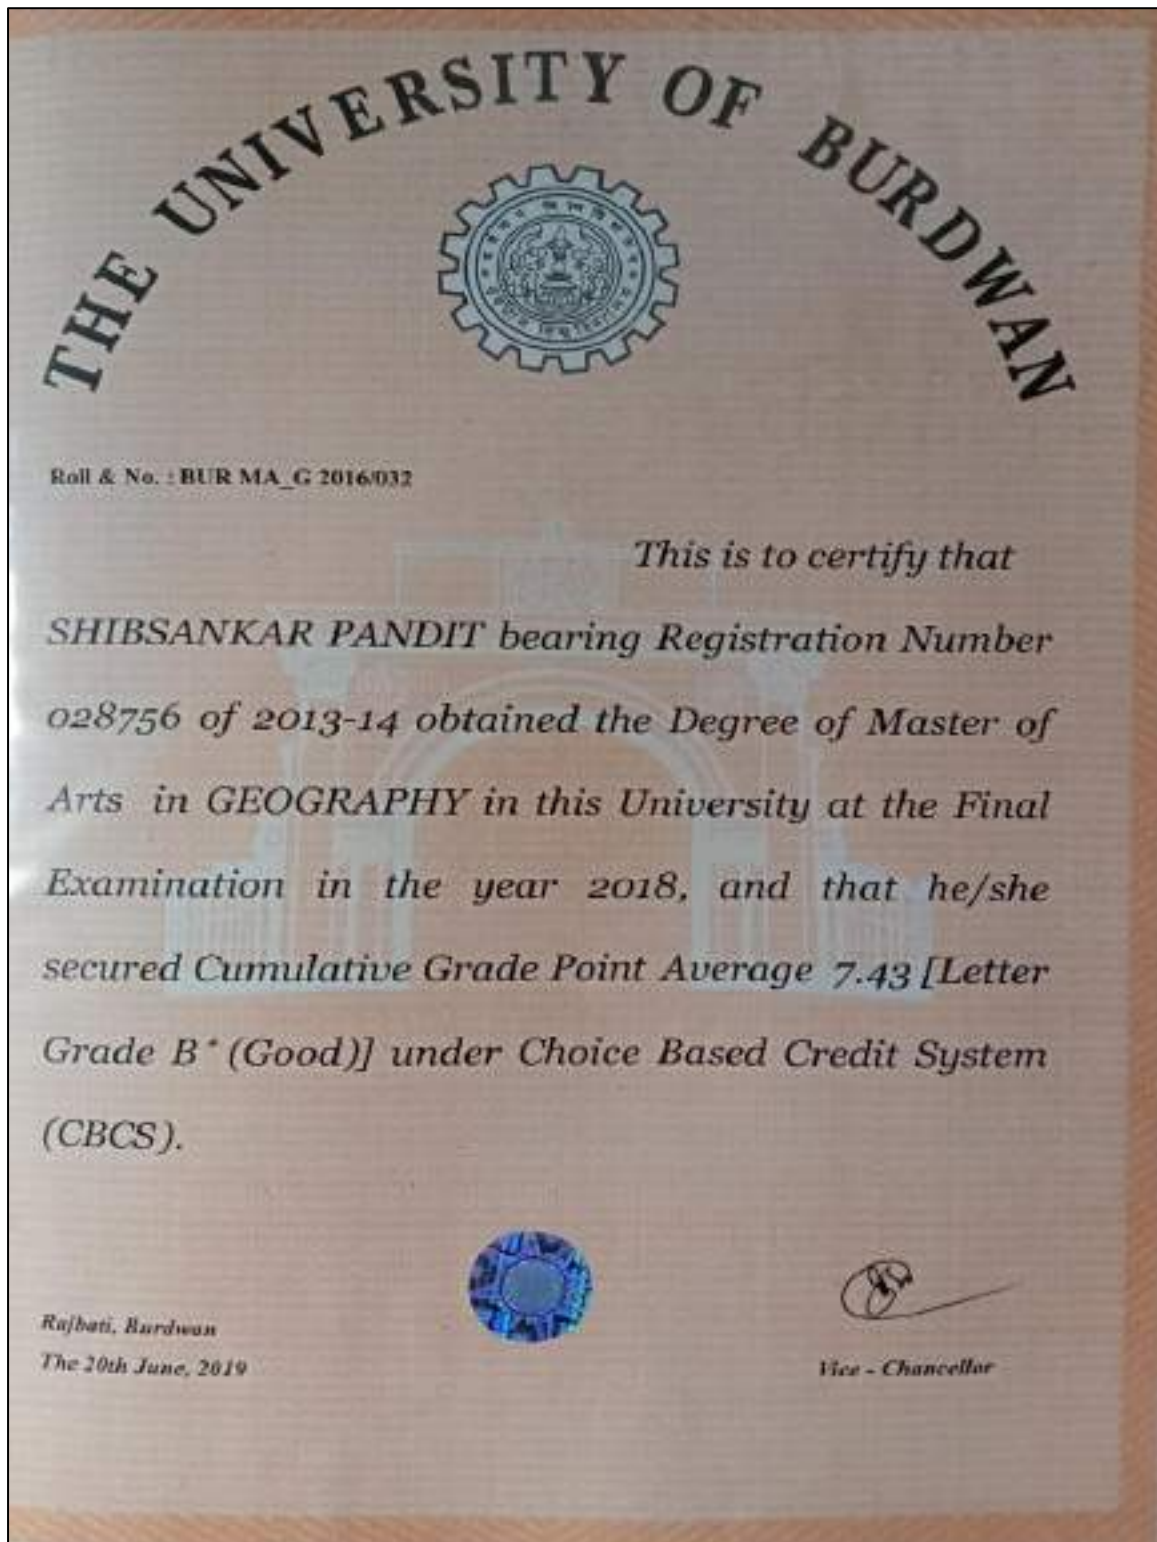 THE UNIVERSITY OF BURDWAN
Roll & No. : BUR MA_G 2016/032
This is to certify that
SHIBSANKAR PANDIT bearing Registration Number
028756 of 2013-14 obtained the Degree of Master of
Arts in GEOGRAPHY in this University at the Final
Examination in the year 2018, and that he/she
secured Cumulative Grade Point Average 7.43 [Letter
Grade B+ (Good)] under Choice Based Credit System
(CBCS).
Rajbati, Burdwan
The 20th June, 2019
Vice - Chancellor